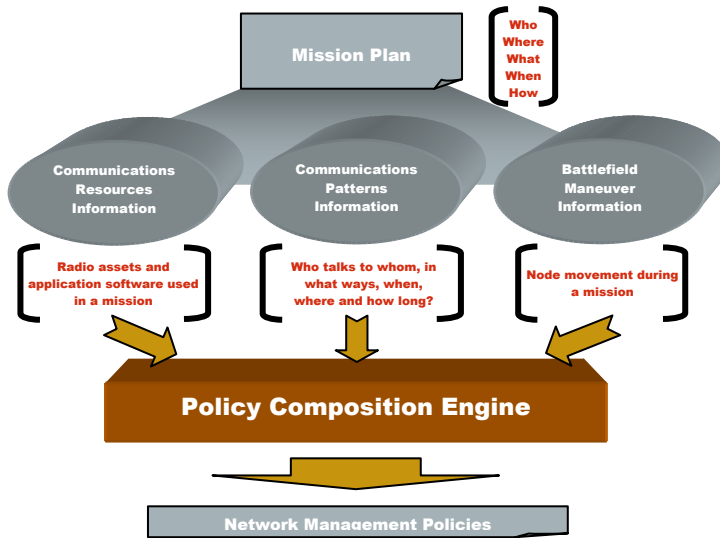 Mission Plan
Who
Where
What
When
How
Communications
Resources
Information
Communications
Patterns
Information
Battlefield
Maneuver
Information
Radio assets and
application software used
in a mission
Who talks to whom, in
what ways, when,
where and how long?
Node movement during
a mission
Policy Composition Engine
Network Management Policies